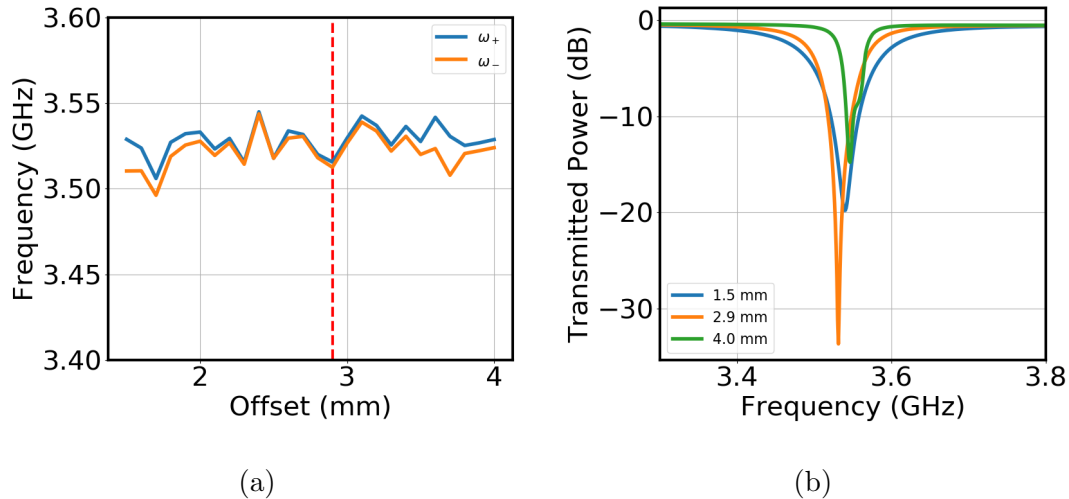 3.60
3.55
3.50
3.45
3.40
Frequency (GHz)
2
3
4
Offset (mm)
ω₊
ω₋
(a)
0
−10
−20
−30
Transmitted Power (dB)
3.4
3.6
3.8
Frequency (GHz)
1.5 mm
2.9 mm
4.0 mm
(b)